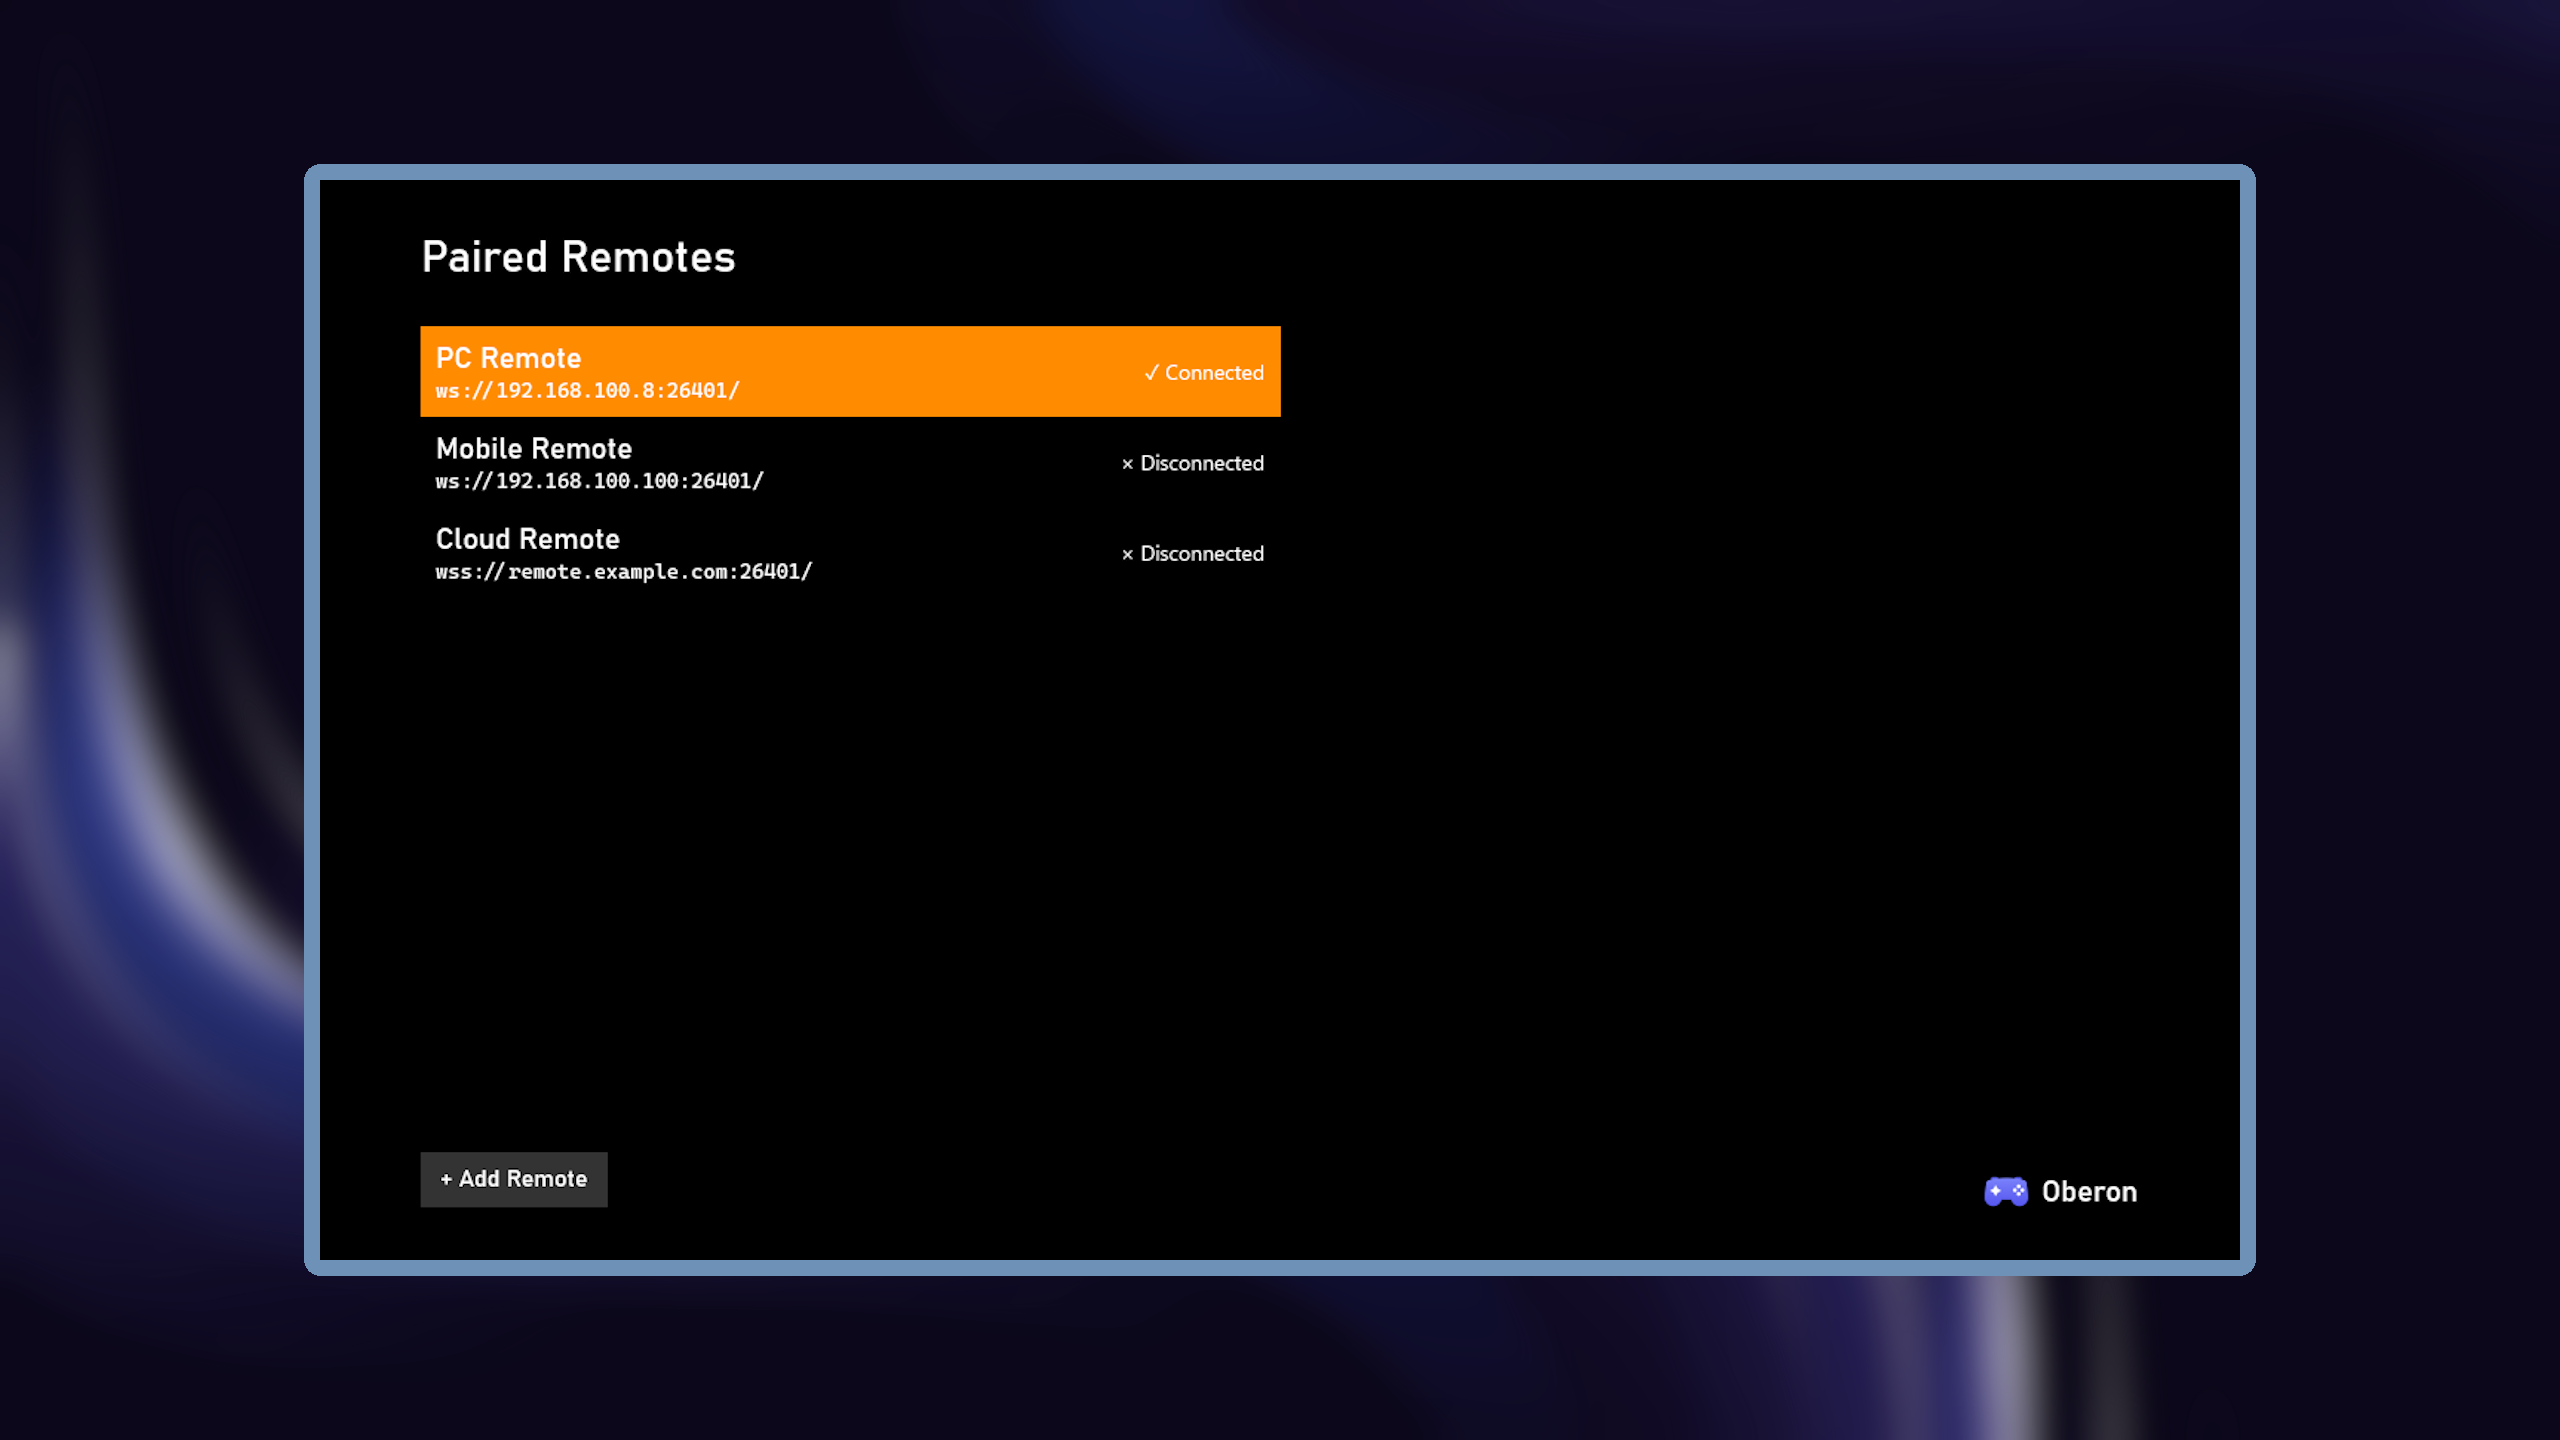 Paired Remotes
PC Remote
ws://192.168.100.8:26401/
✓ Connected
Mobile Remote
ws://192.168.100.100:26401/
× Disconnected
Cloud Remote
wss://remote.example.com:26401/
× Disconnected
+ Add Remote
Oberon